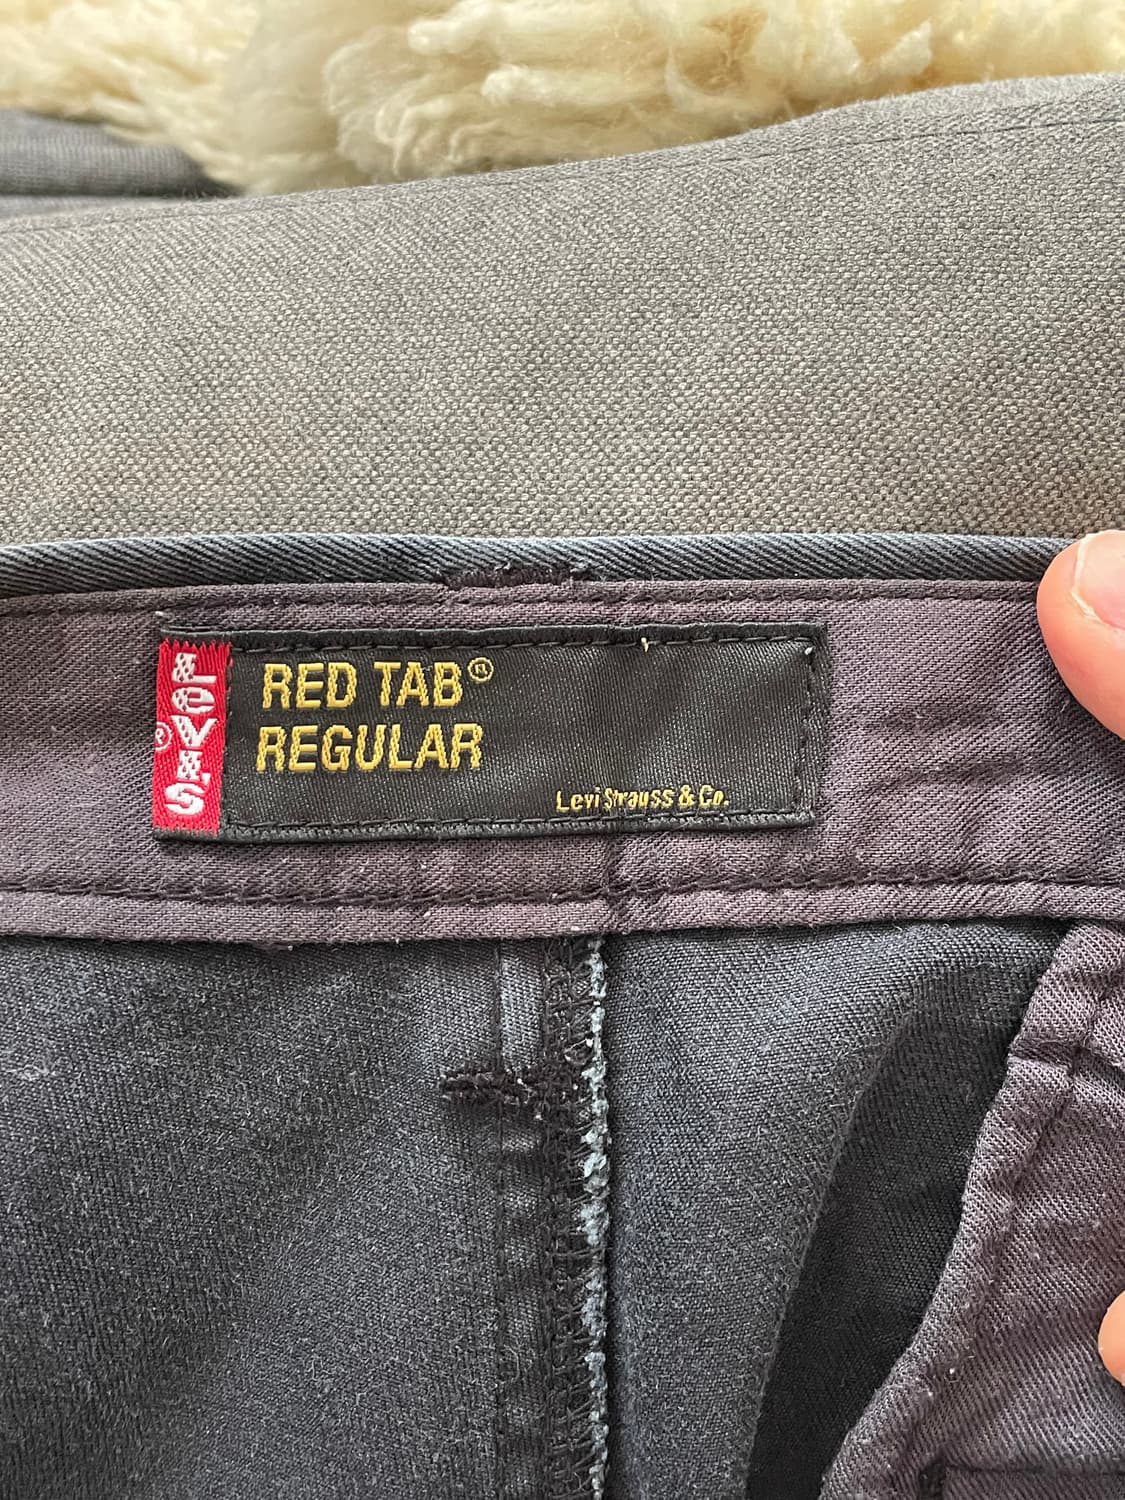 Levi's®
RED TAB®
REGULAR
Levi Strauss & Co.